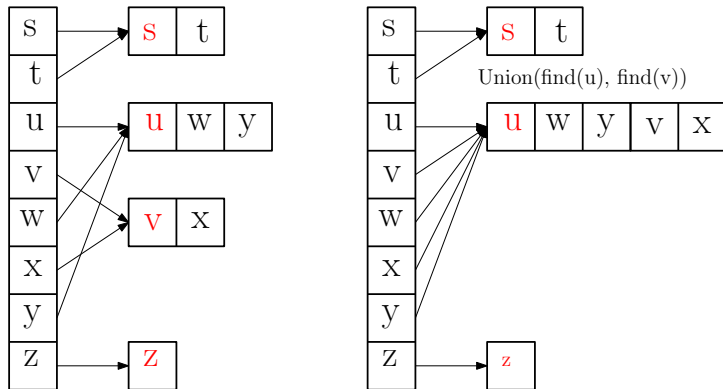 s s t
t
u u w y
v
w v x
x
y
z z
s s t
t Union(find(u), find(v))
u u w y v x
v
w
x
y
z z